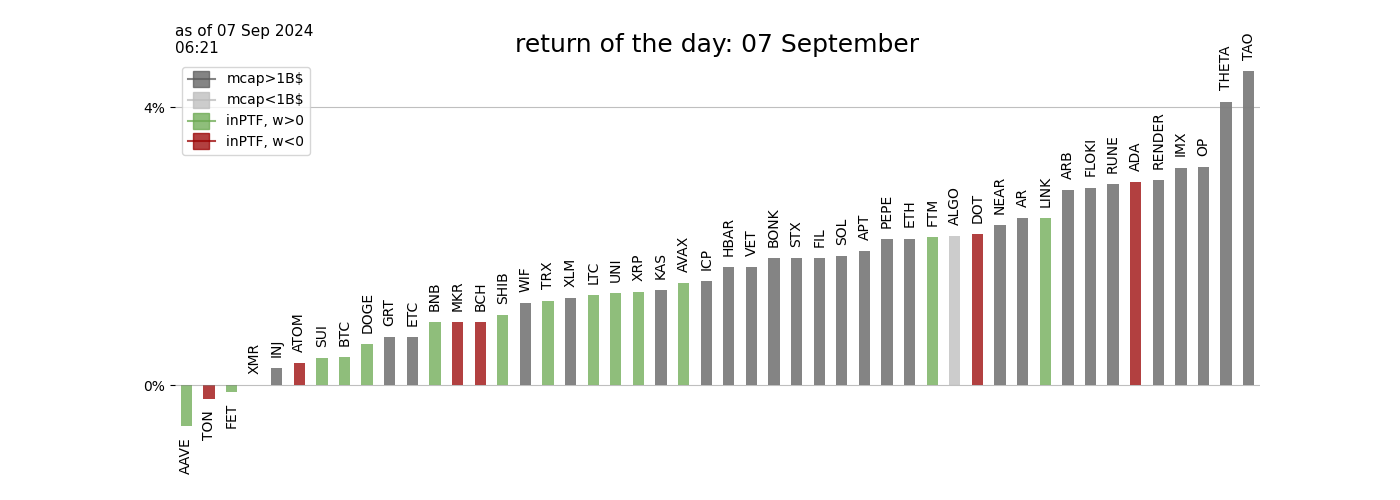 as of 07 Sep 2024
06:21
return of the day: 07 September
mcap>1B$
mcap<1B$
inPTF, w>0
inPTF, w<0
4%
0%
AAVE
TON
FET
XMR
INJ
ATOM
SUI
BTC
DOGE
GRT
ETC
BNB
MKR
BCH
SHIB
WIF
TRX
XLM
LTC
UNI
XRP
KAS
AVAX
ICP
HBAR
VET
BONK
STX
FIL
SOL
APT
PEPE
ETH
FTM
ALGO
DOT
NEAR
AR
LINK
ARB
FLOKI
RUNE
ADA
RENDER
IMX
OP
THETA
TAO